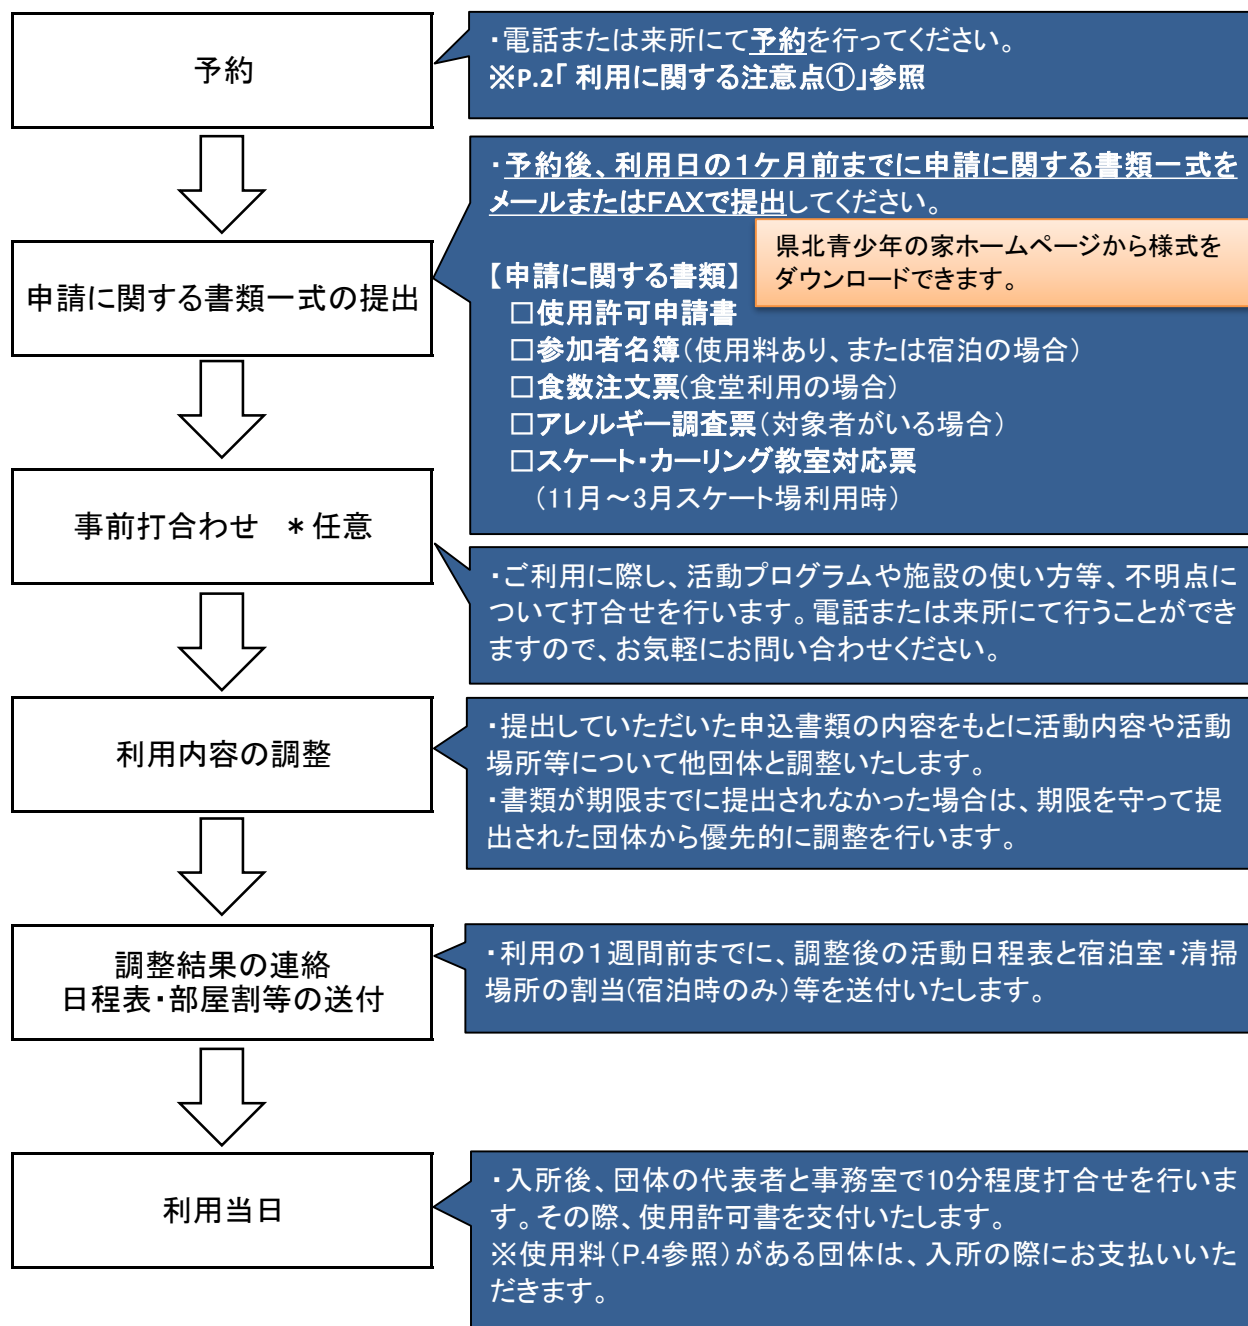 予約
・電話または来所にて予約を行ってください。
※P.2「 利用に関する注意点①」参照
申請に関する書類一式の提出
・予約後、利用日の１ケ月前までに申請に関する書類一式を
メールまたはFAXで提出してください。
県北青少年の家ホームページから様式を
ダウンロードできます。
【申請に関する書類】
□使用許可申請書
□参加者名簿（使用料あり、または宿泊の場合）
□食数注文票(食堂利用の場合）
□アレルギー調査票（対象者がいる場合）
□スケート・カーリング教室対応票
（11月～3月スケート場利用時）
事前打合わせ　＊任意
・ご利用に際し、活動プログラムや施設の使い方等、不明点に
ついて打合せを行います。電話または来所にて行うことができ
ますので、お気軽にお問い合わせください。
利用内容の調整
・提出していただいた申込書類の内容をもとに活動内容や活動
場所等について他団体と調整いたします。
・書類が期限までに提出されなかった場合は、期限を守って提
出された団体から優先的に調整を行います。
調整結果の連絡
日程表・部屋割等の送付
・利用の１週間前までに、調整後の活動日程表と宿泊室・清掃
場所の割当(宿泊時のみ）等を送付いたします。
利用当日
・入所後、団体の代表者と事務室で10分程度打合せを行いま
す。その際、使用許可書を交付いたします。
※使用料（P.4参照）がある団体は、入所の際にお支払いいた
だきます。